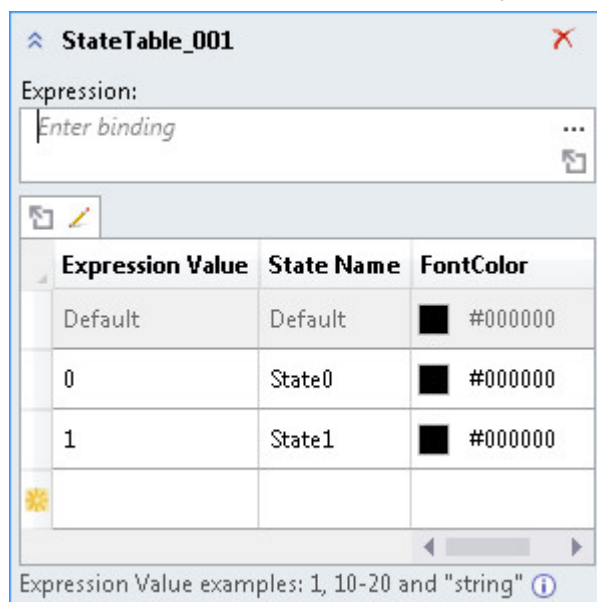 StateTable_001
Expression:
Enter binding
...
Expression Value State Name FontColor
Default Default #000000
0 State0 #000000
1 State1 #000000
Expression Value examples: 1, 10-20 and "string"